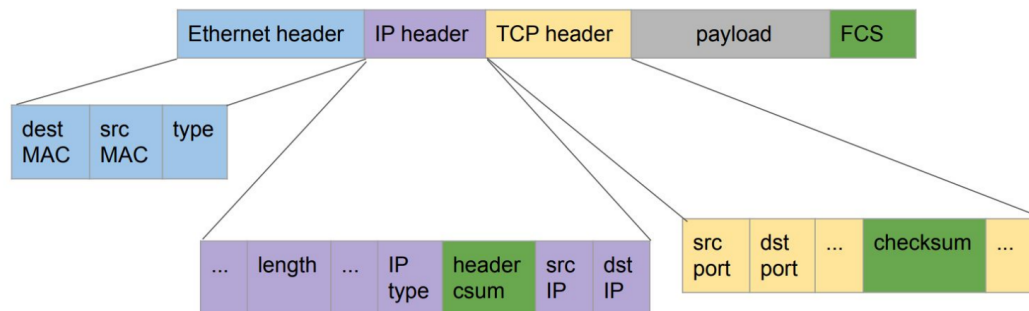 Ethernet header IP header TCP header payload FCS
dest src type
MAC MAC
src dst ... checksum ...
port port
... length ... IP header src dst
type csum IP IP